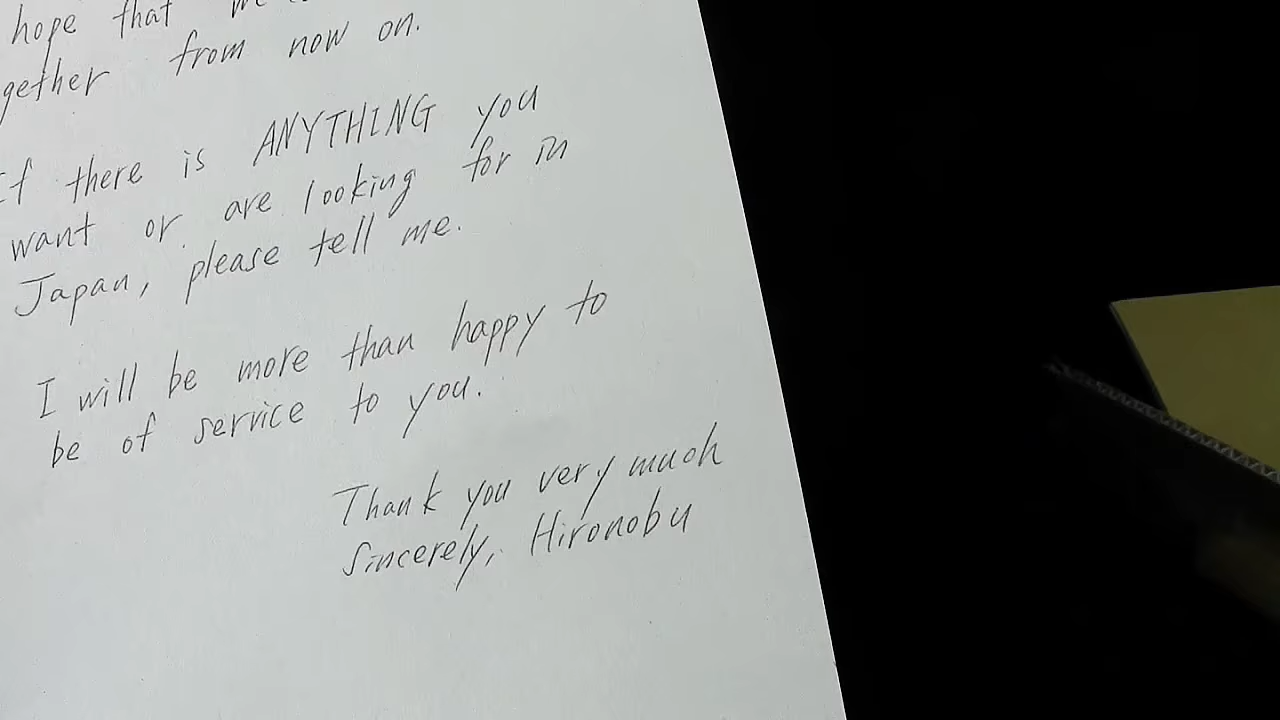 hope that
gether from now on.
If there is ANYTHING you
want or are looking for in
Japan, please tell me.
I will be more than happy to
be of service to you.
Thank you very much
Sincerely, Hironobu